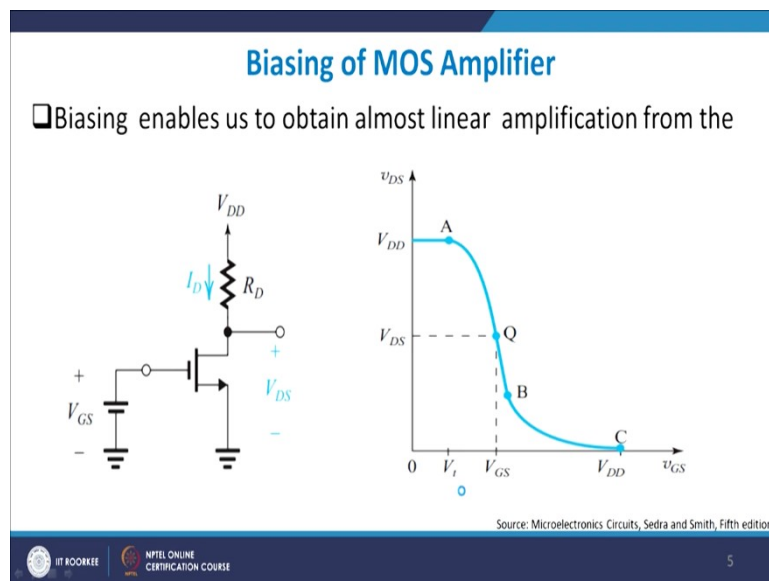 Biasing of MOS Amplifier
❑Biasing enables us to obtain almost linear amplification from the
V_DD
I_D
R_D
+
V_DS
−
+
V_GS
−
v_DS
V_DD
A
V_DS
Q
B
C
0 V_t V_GS V_DD v_GS
Source: Microelectronics Circuits, Sedra and Smith, Fifth edition
IIT ROORKEE
NPTEL ONLINE
CERTIFICATION COURSE
5